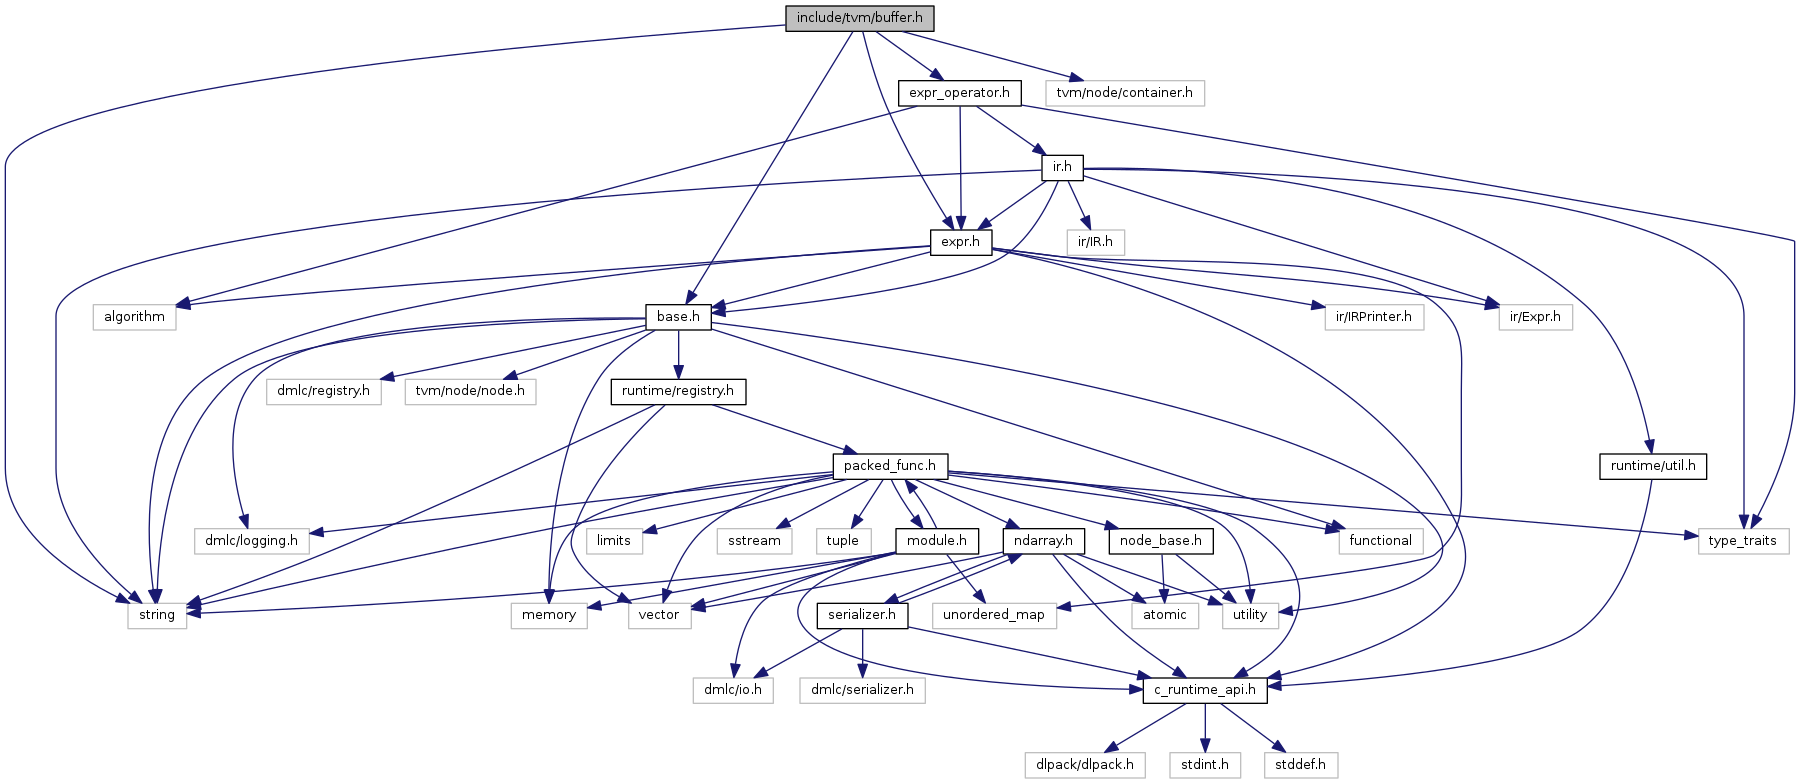 include/tvm/buffer.h
expr_operator.h
tvm/node/container.h
ir.h
expr.h
ir/IR.h
algorithm
base.h
ir/IRPrinter.h
ir/Expr.h
dmlc/registry.h
tvm/node/node.h
runtime/registry.h
packed_func.h
runtime/util.h
dmlc/logging.h
limits
sstream
tuple
module.h
ndarray.h
node_base.h
functional
type_traits
string
memory
vector
serializer.h
unordered_map
atomic
utility
dmlc/io.h
dmlc/serializer.h
c_runtime_api.h
dlpack/dlpack.h
stdint.h
stddef.h